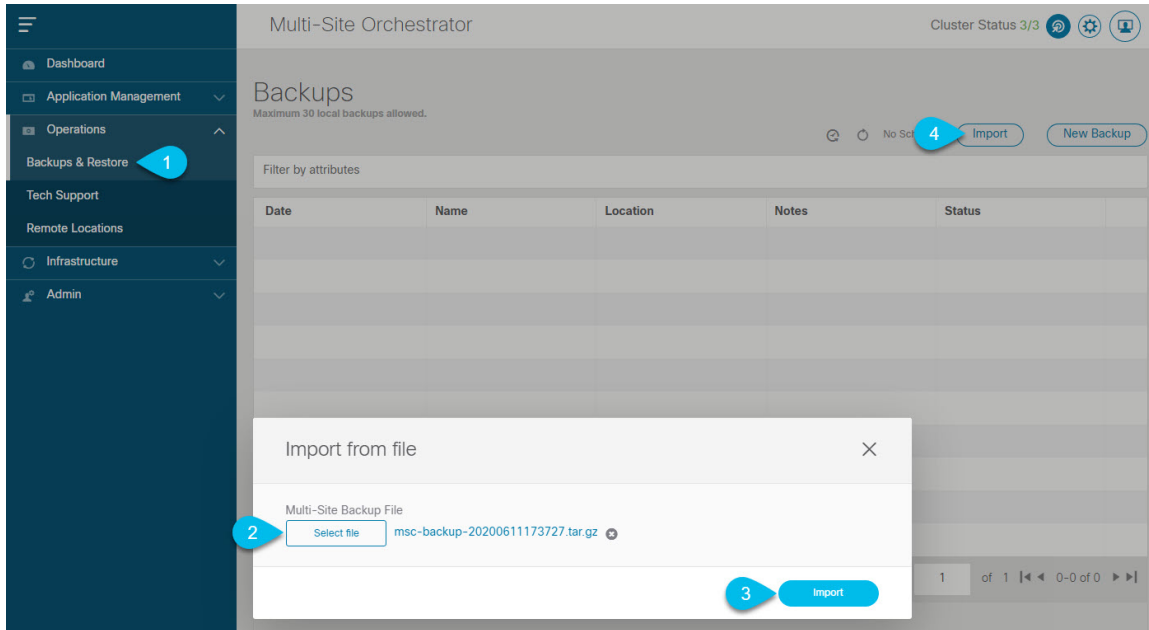 Multi-Site Orchestrator
Cluster Status 3/3
Dashboard
Application Management
Operations
Backups & Restore
1
Tech Support
Remote Locations
Infrastructure
Admin
Backups
Maximum 30 local backups allowed.
No
4
Import
New Backup
Filter by attributes
Date Name Location Notes Status
Import from file
Multi-Site Backup File
2
Select file
msc-backup-20200611173727.tar.gz
3
Import
1 of 1 0-0 of 0